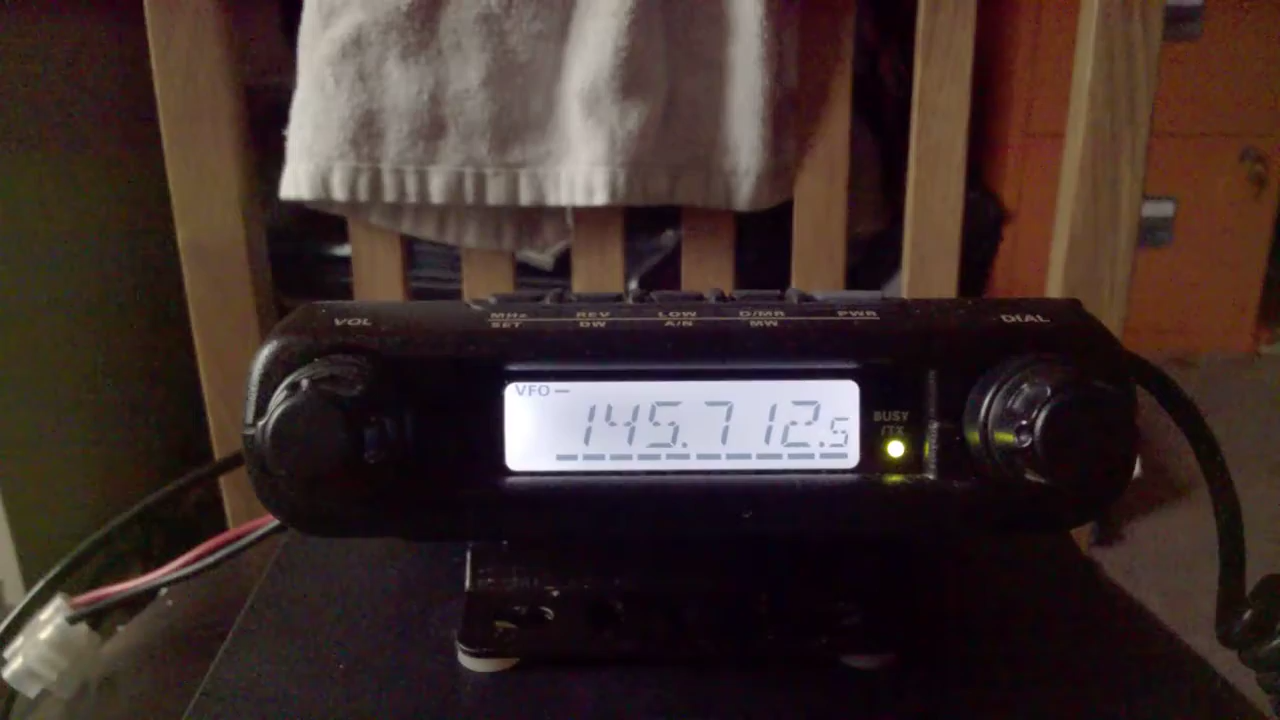 VOL MHz REV LOW D/MR PWR DIAL
SET DW A/N MW
VFO –
145.712.5
BUSY
/TX